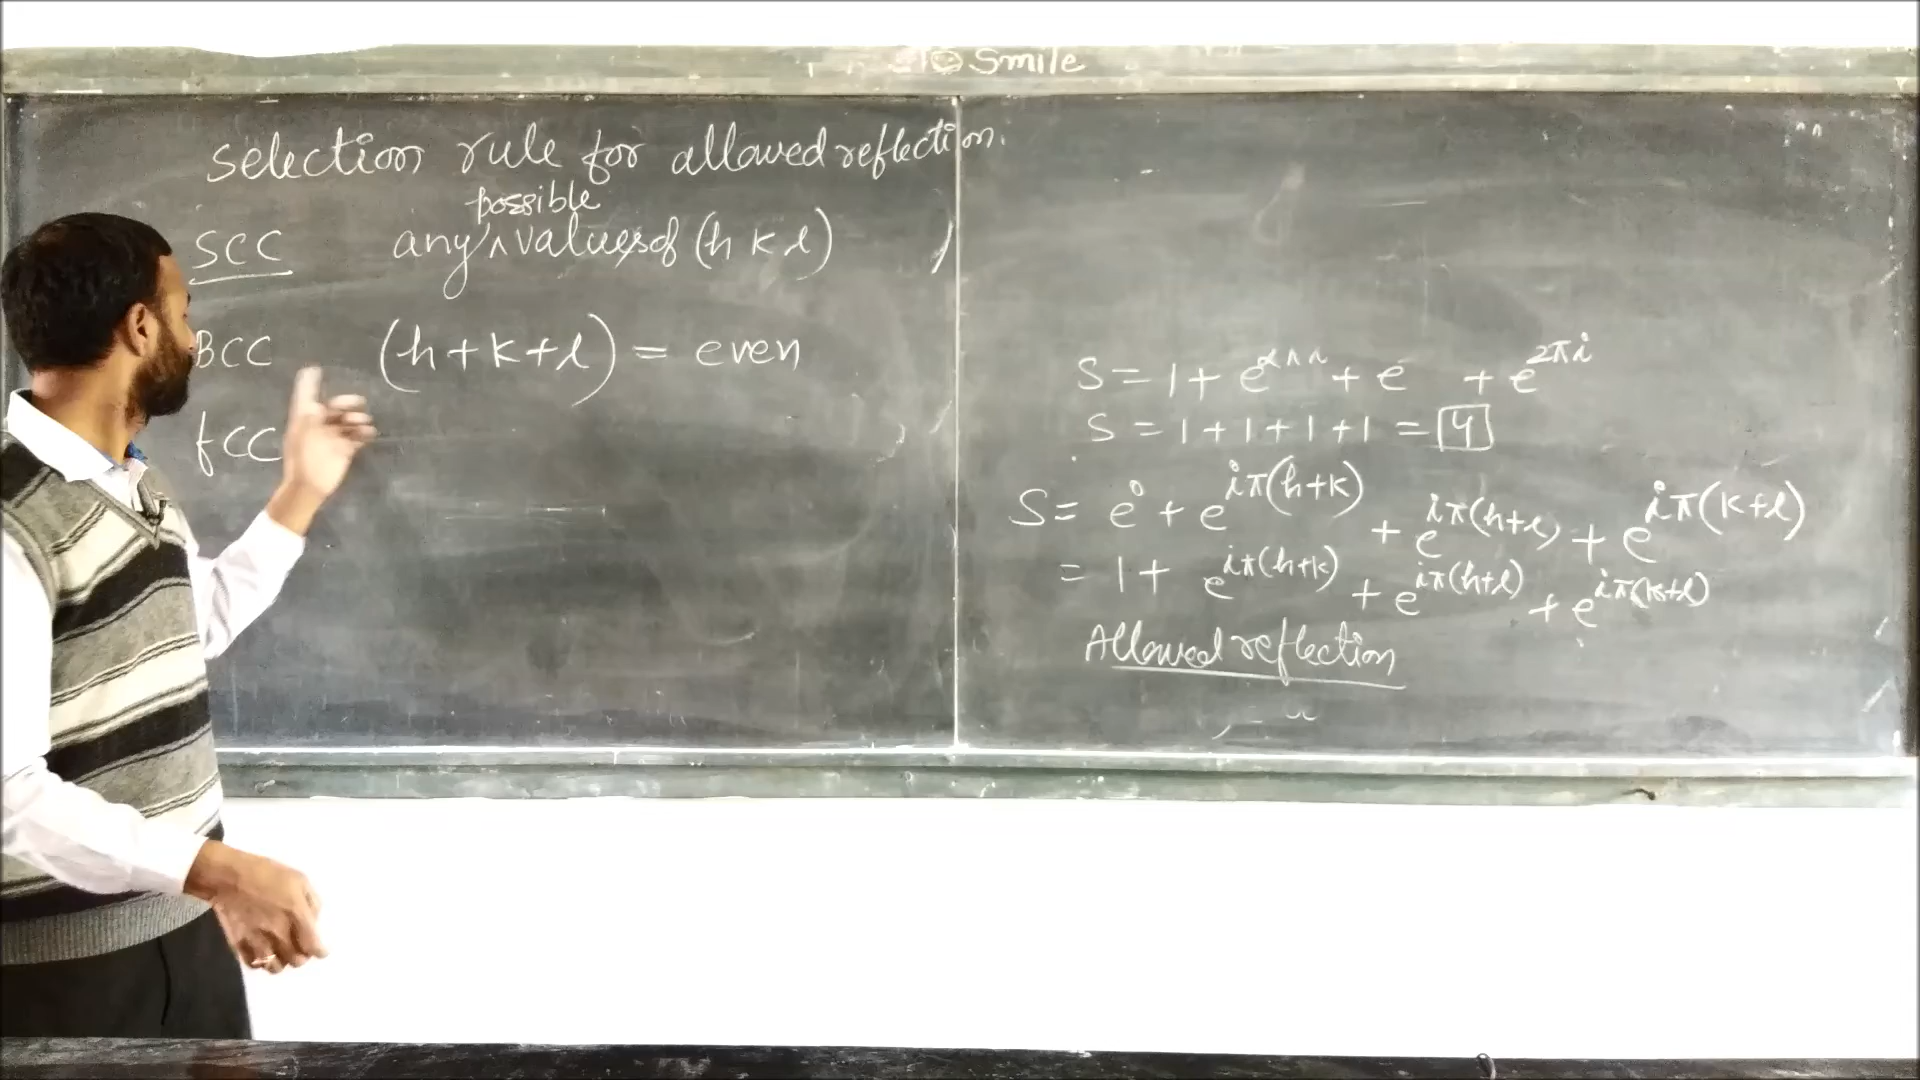 ☺ Smile
Selection rule for allowed reflection.
possible
SCC any ^ values of (h k l)
BCC (h+k+l) = even
fCC
S = 1 + e + e + e^{2πi}
S = 1 + 1 + 1 + 1 = 4
S = e^0 + e^{iπ(h+k)} + e^{iπ(h+l)} + e^{iπ(k+l)}
= 1 + e^{iπ(h+k)} + e^{iπ(h+l)} + e^{iπ(k+l)}
Allowed reflection